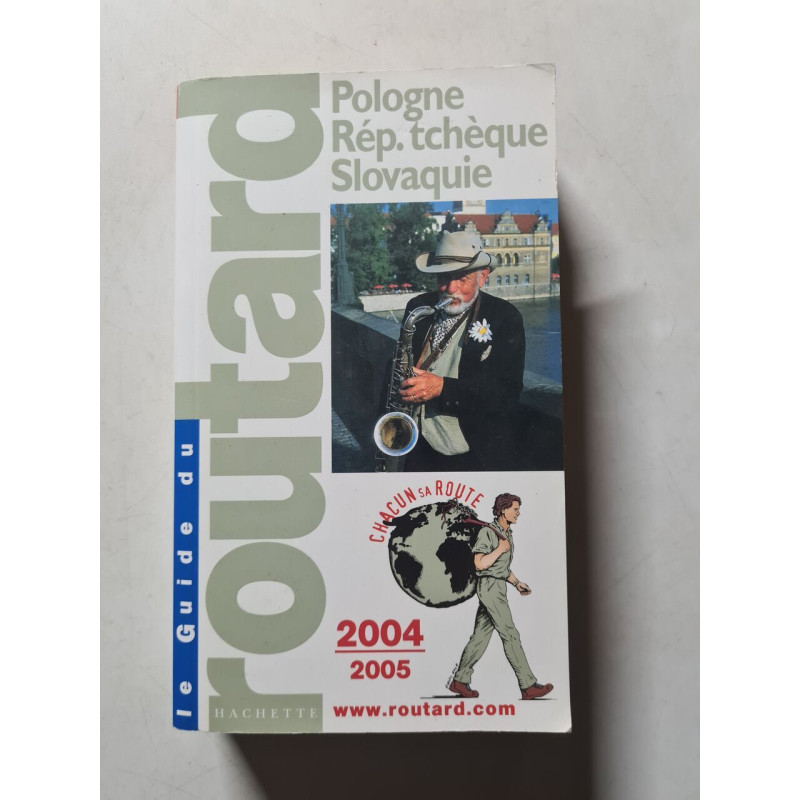 le Guide du
routard
Pologne
Rép. tchèque
Slovaquie
CHACUN SA ROUTE
2004
2005
HACHETTE
www.routard.com